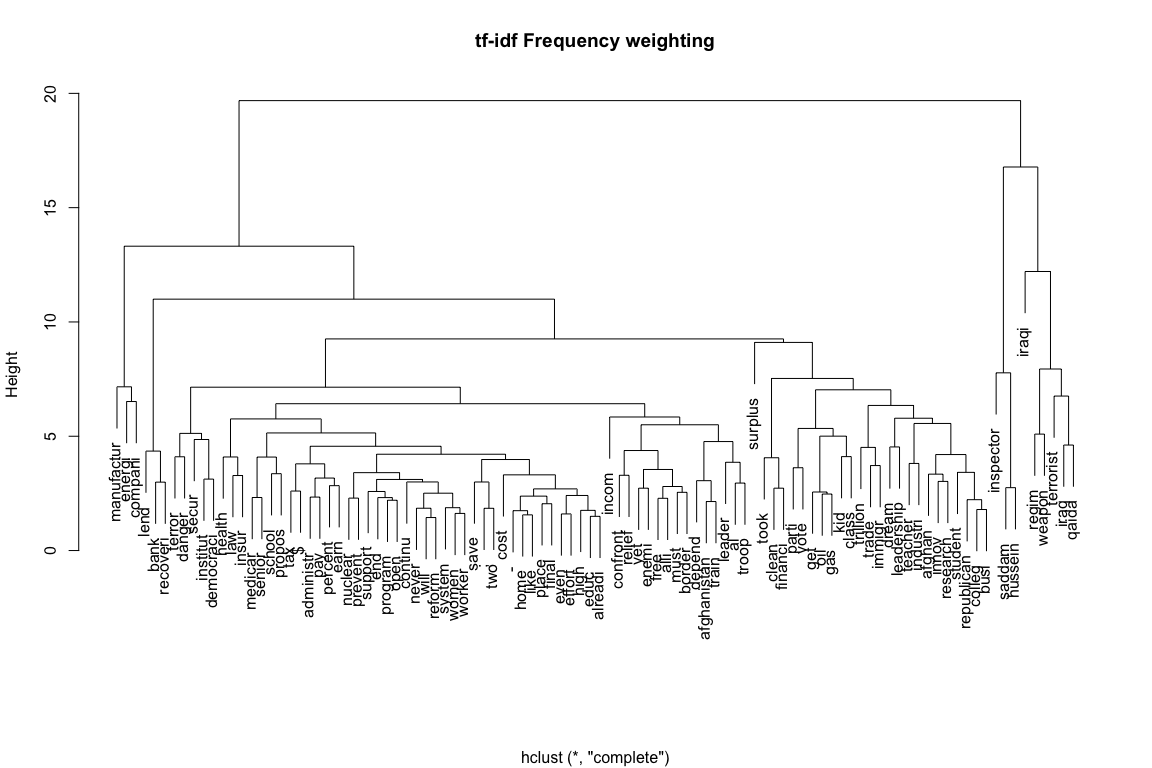 tf-idf Frequency weighting
Height
0
5
10
15
20
manufactur
energi
compani
lend
bank
recoveri
terror
danger
secur
institut
democraci
health
law
insur
medicar
senior
school
propos
tax
$
administr
pay
percent
earn
nuclear
prevent
support
end
program
open
continu
never
will
reform
system
women
worker
save
two
cost
-
home
like
place
final
even
effort
high
educ
alreadi
incom
confront
relief
yet
enemi
free
alli
must
border
depend
afghanistan
train
leader
al
troop
surplus
took
clean
financi
parti
vote
get
oil
gas
kid
class
trillion
trade
immigr
dream
leadership
teacher
industri
afghan
innov
research
student
republican
colleg
busi
inspector
saddam
hussein
iraqi
regim
weapon
terrorist
iraq
qaida
hclust (*, "complete")